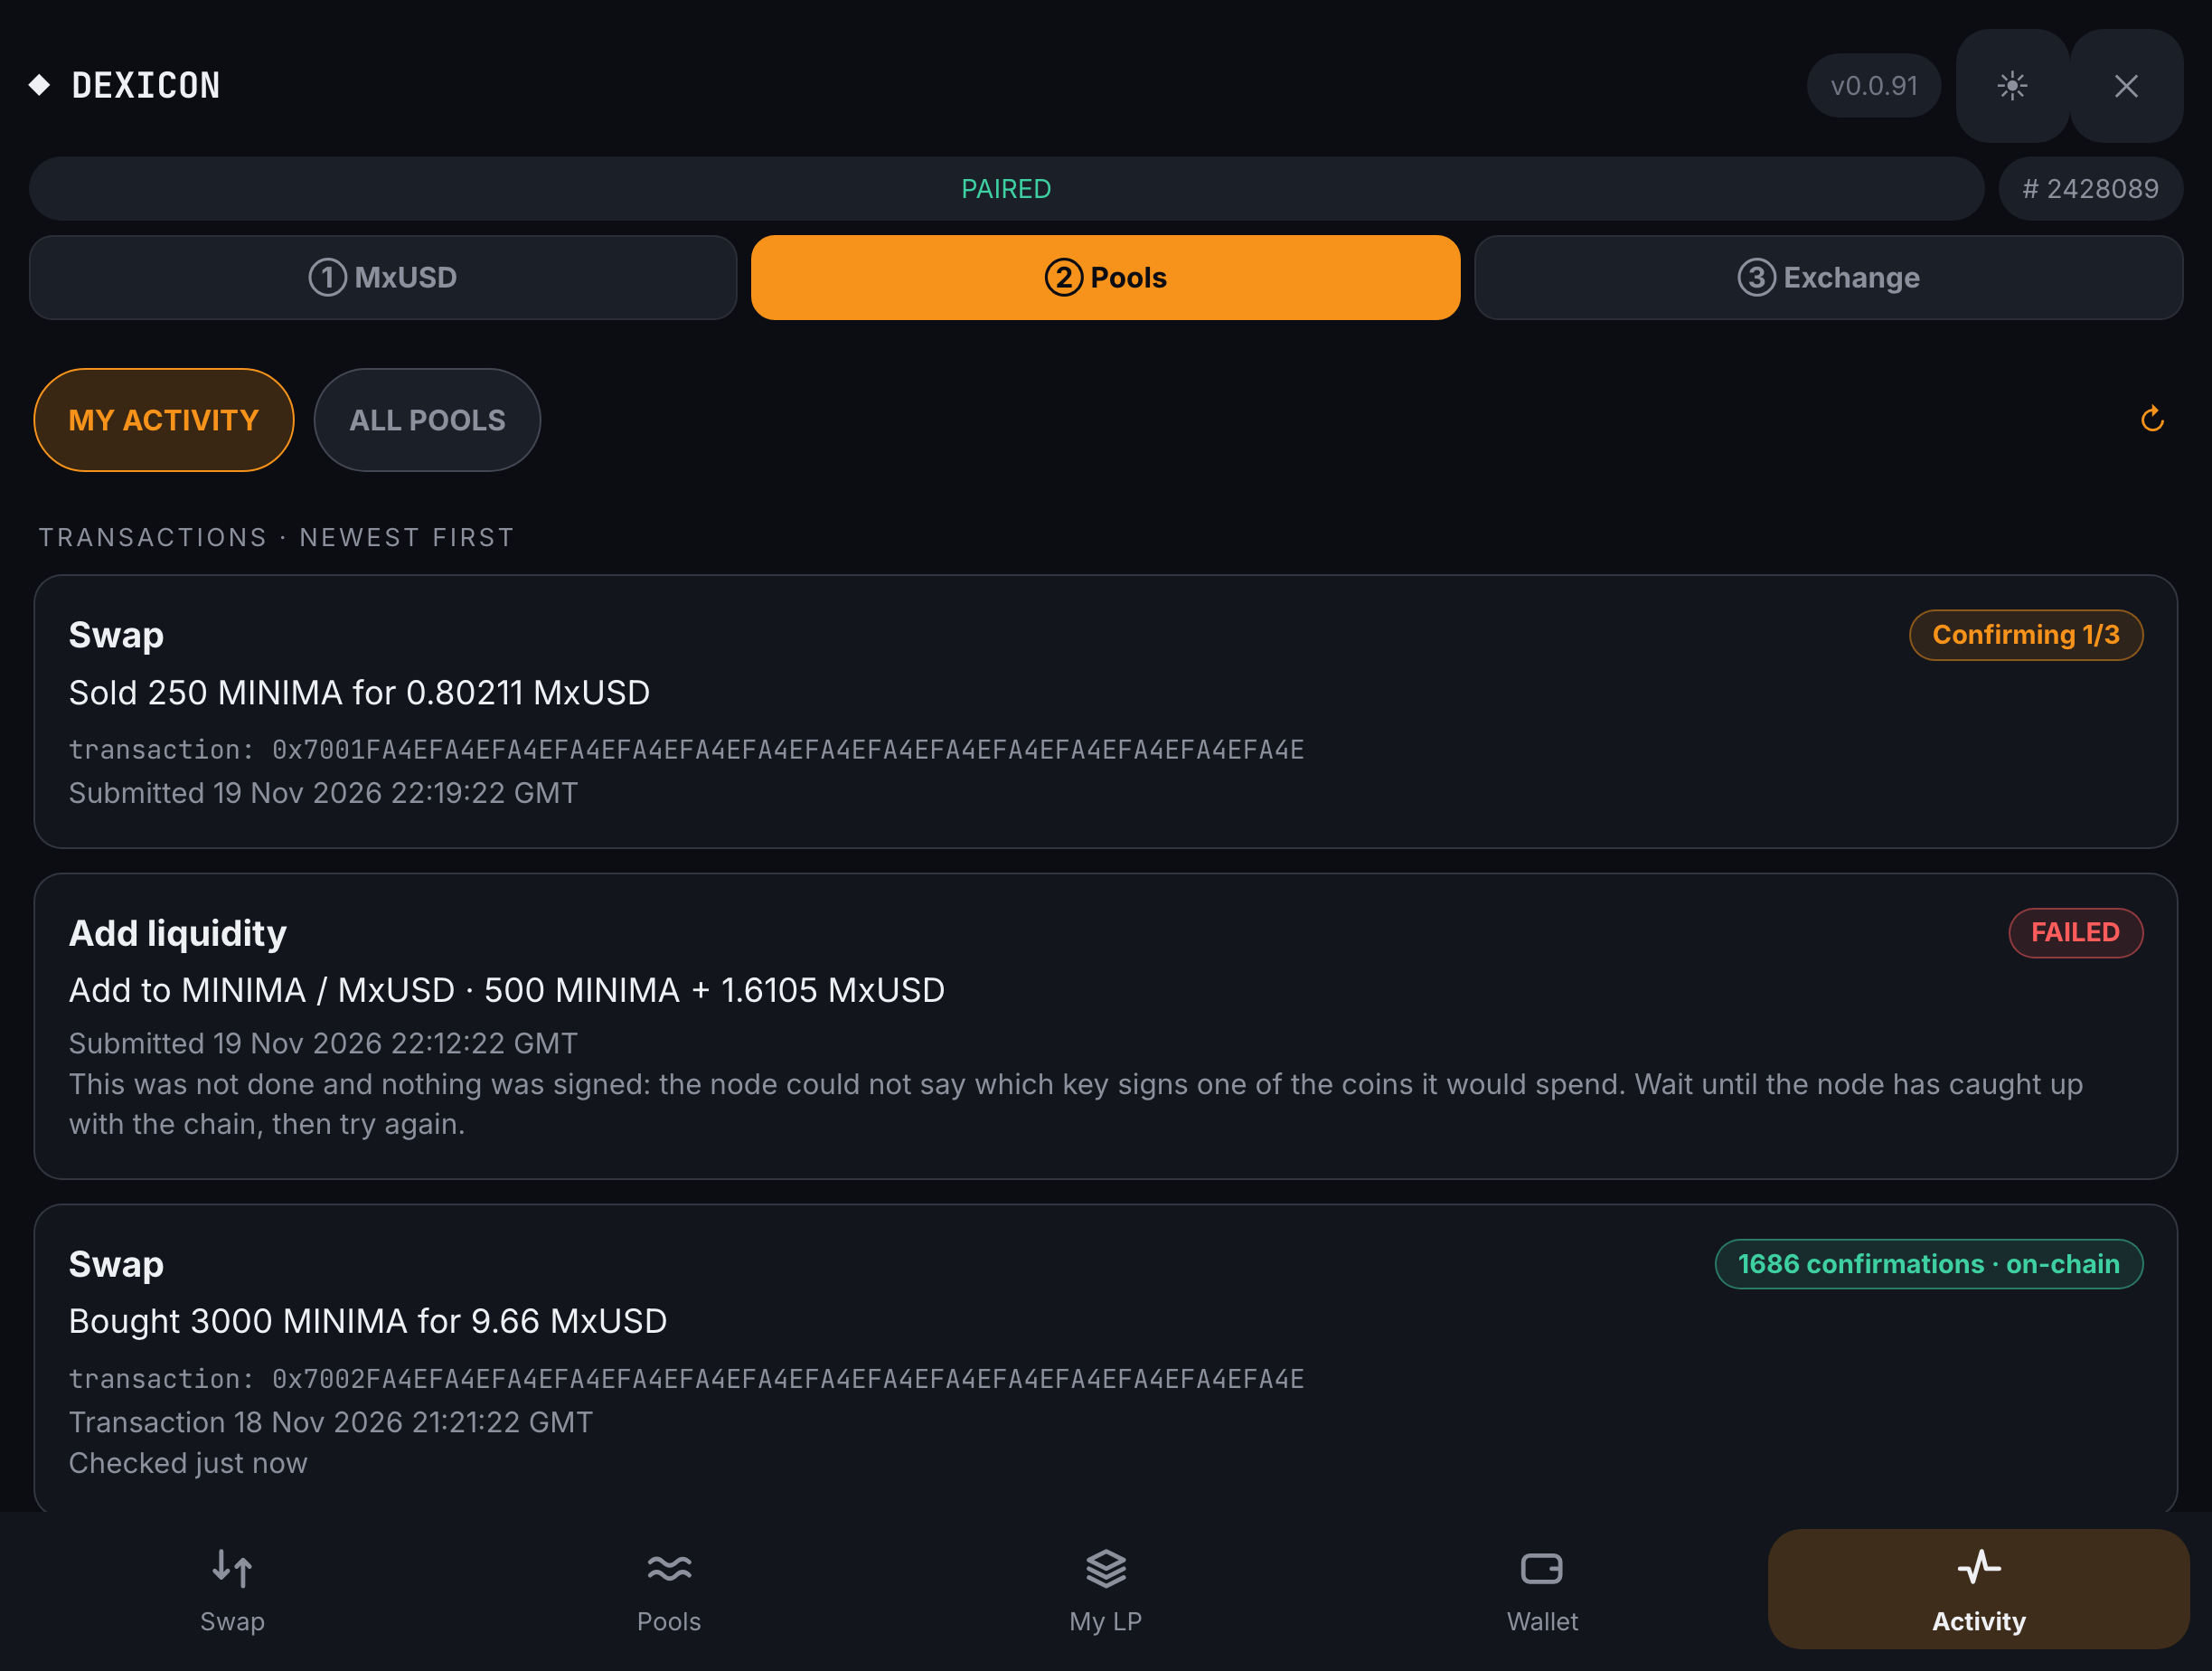 DEXICON
v0.0.91
PAIRED
# 2428089
① MxUSD
② Pools
③ Exchange
MY ACTIVITY
ALL POOLS
TRANSACTIONS · NEWEST FIRST
Swap
Confirming 1/3
Sold 250 MINIMA for 0.80211 MxUSD
transaction: 0x7001FA4EFA4EFA4EFA4EFA4EFA4EFA4EFA4EFA4EFA4EFA4EFA4EFA4EFA4EFA4E
Submitted 19 Nov 2026 22:19:22 GMT
Add liquidity
FAILED
Add to MINIMA / MxUSD · 500 MINIMA + 1.6105 MxUSD
Submitted 19 Nov 2026 22:12:22 GMT
This was not done and nothing was signed: the node could not say which key signs one of the coins it would spend. Wait until the node has caught up
with the chain, then try again.
Swap
1686 confirmations · on-chain
Bought 3000 MINIMA for 9.66 MxUSD
transaction: 0x7002FA4EFA4EFA4EFA4EFA4EFA4EFA4EFA4EFA4EFA4EFA4EFA4EFA4EFA4EFA4E
Transaction 18 Nov 2026 21:21:22 GMT
Checked just now
Swap
Pools
My LP
Wallet
Activity